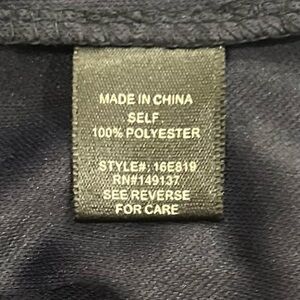 MADE IN CHINA
SELF
100% POLYESTER
STYLE#: 16E819
RN#149137
SEE REVERSE
FOR CARE